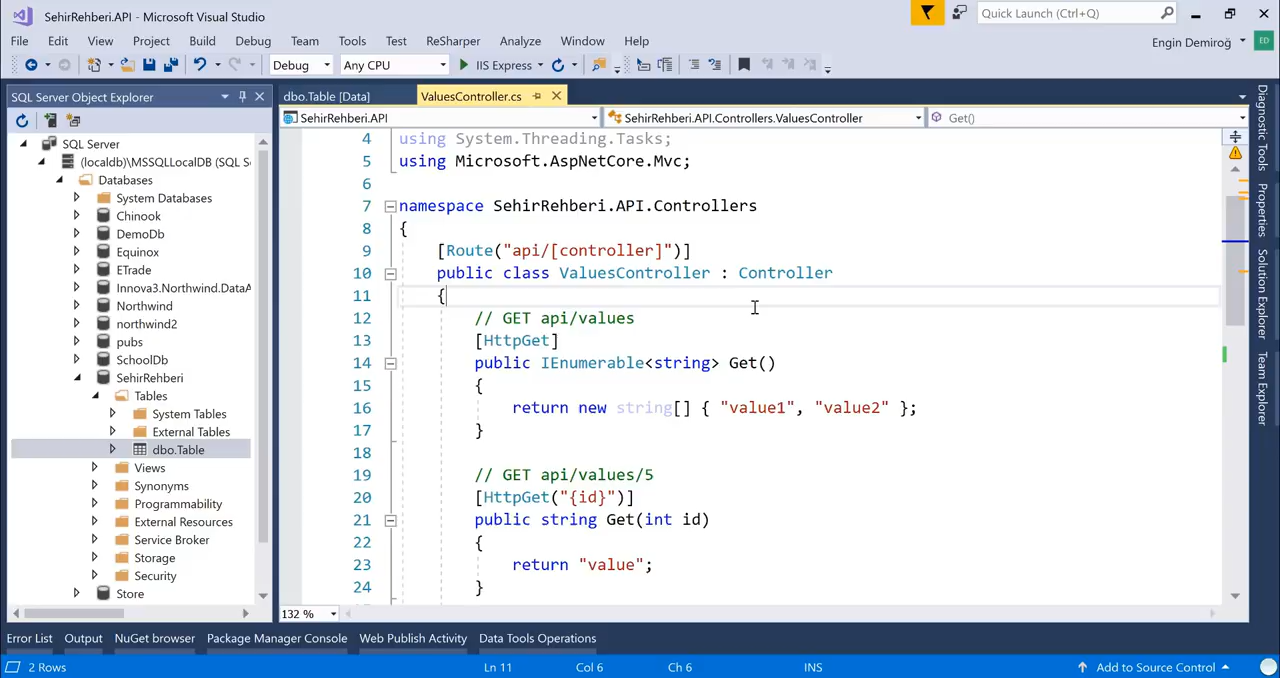 SehirRehberi.API - Microsoft Visual Studio
Quick Launch (Ctrl+Q)
File Edit View Project Build Debug Team Tools Test ReSharper Analyze Window Help
Engin Demiroğ ED
Debug Any CPU IIS Express
SQL Server Object Explorer
dbo.Table [Data] ValuesController.cs
SehirRehberi.API SehirRehberi.API.Controllers.ValuesController Get()
SQL Server
(localdb)\MSSQLLocalDB (SQL S
Databases
System Databases
Chinook
DemoDb
Equinox
ETrade
Innova3.Northwind.DataA
Northwind
northwind2
pubs
SchoolDb
SehirRehberi
Tables
System Tables
External Tables
dbo.Table
Views
Synonyms
Programmability
External Resources
Service Broker
Storage
Security
Store
4 using System.Threading.Tasks;
5 using Microsoft.AspNetCore.Mvc;
6
7 namespace SehirRehberi.API.Controllers
8 {
9 [Route("api/[controller]")]
10 public class ValuesController : Controller
11 {
12 // GET api/values
13 [HttpGet]
14 public IEnumerable<string> Get()
15 {
16 return new string[] { "value1", "value2" };
17 }
18
19 // GET api/values/5
20 [HttpGet("{id}")]
21 public string Get(int id)
22 {
23 return "value";
24 }
132 %
Diagnostic Tools
Properties
Solution Explorer
Team Explorer
Error List Output NuGet browser Package Manager Console Web Publish Activity Data Tools Operations
2 Rows Ln 11 Col 6 Ch 6 INS Add to Source Control